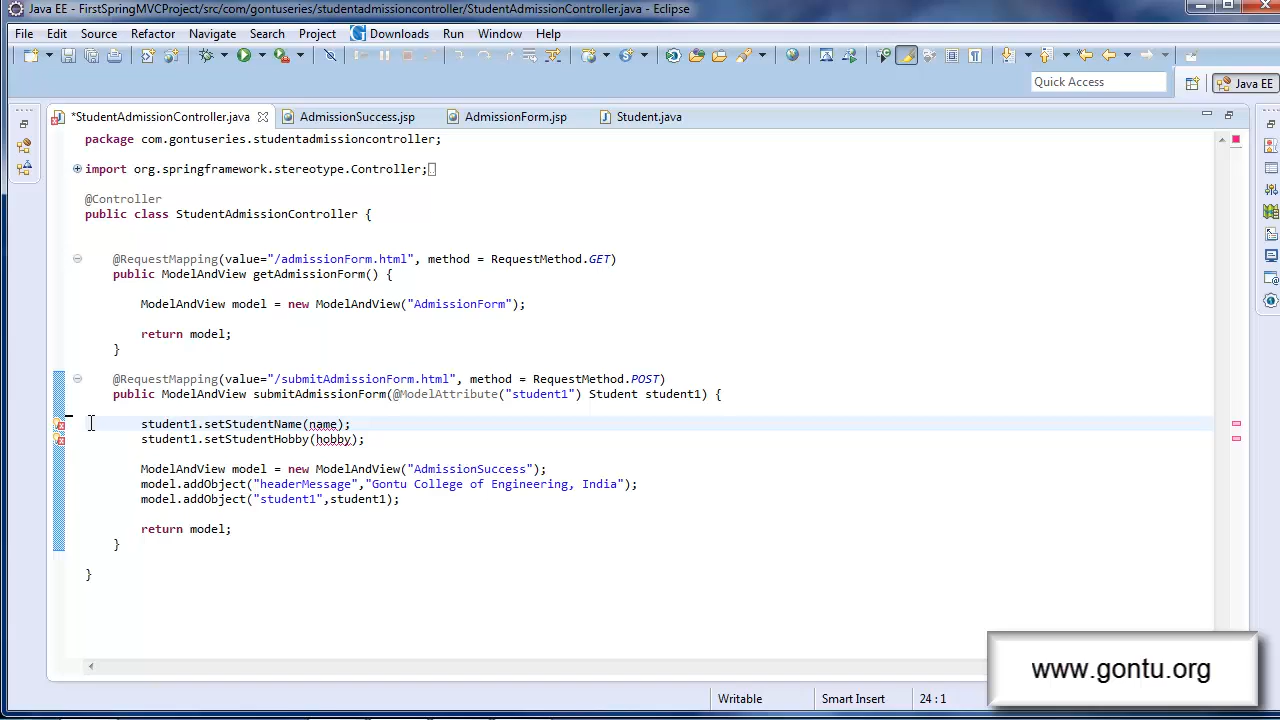 Java EE - FirstSpringMVCProject/src/com/gontuseries/studentadmissioncontroller/StudentAdmissionController.java - Eclipse
File Edit Source Refactor Navigate Search Project Downloads Run Window Help
Quick Access
Java EE
*StudentAdmissionController.java AdmissionSuccess.jsp AdmissionForm.jsp Student.java
package com.gontuseries.studentadmissioncontroller;
import org.springframework.stereotype.Controller;
@Controller
public class StudentAdmissionController {
@RequestMapping(value="/admissionForm.html", method = RequestMethod.GET)
public ModelAndView getAdmissionForm() {
ModelAndView model = new ModelAndView("AdmissionForm");
return model;
}
@RequestMapping(value="/submitAdmissionForm.html", method = RequestMethod.POST)
public ModelAndView submitAdmissionForm(@ModelAttribute("student1") Student student1) {
student1.setStudentName(name);
student1.setStudentHobby(hobby);
ModelAndView model = new ModelAndView("AdmissionSuccess");
model.addObject("headerMessage","Gontu College of Engineering, India");
model.addObject("student1",student1);
return model;
}
}
www.gontu.org
Writable Smart Insert 24 : 1